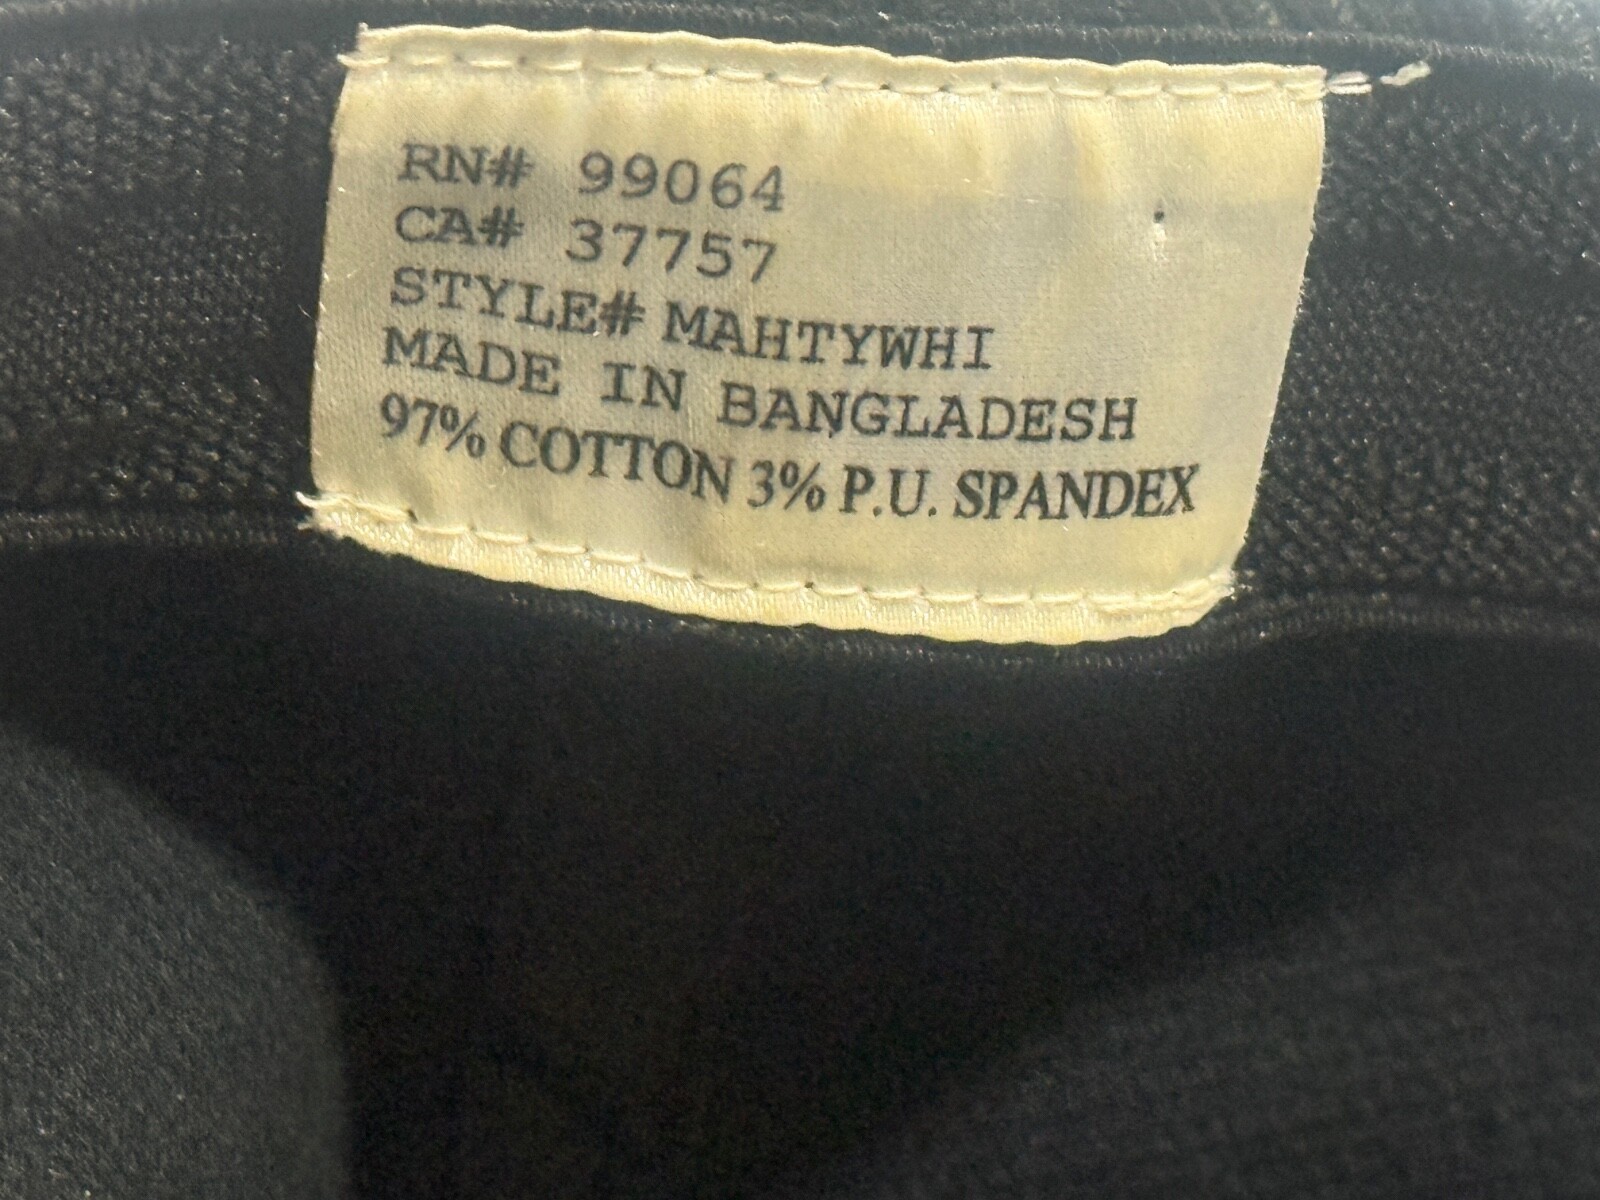 RN# 99064
CA# 37757
STYLE# MAHTYWHI
MADE IN BANGLADESH
97% COTTON 3% P.U. SPANDEX